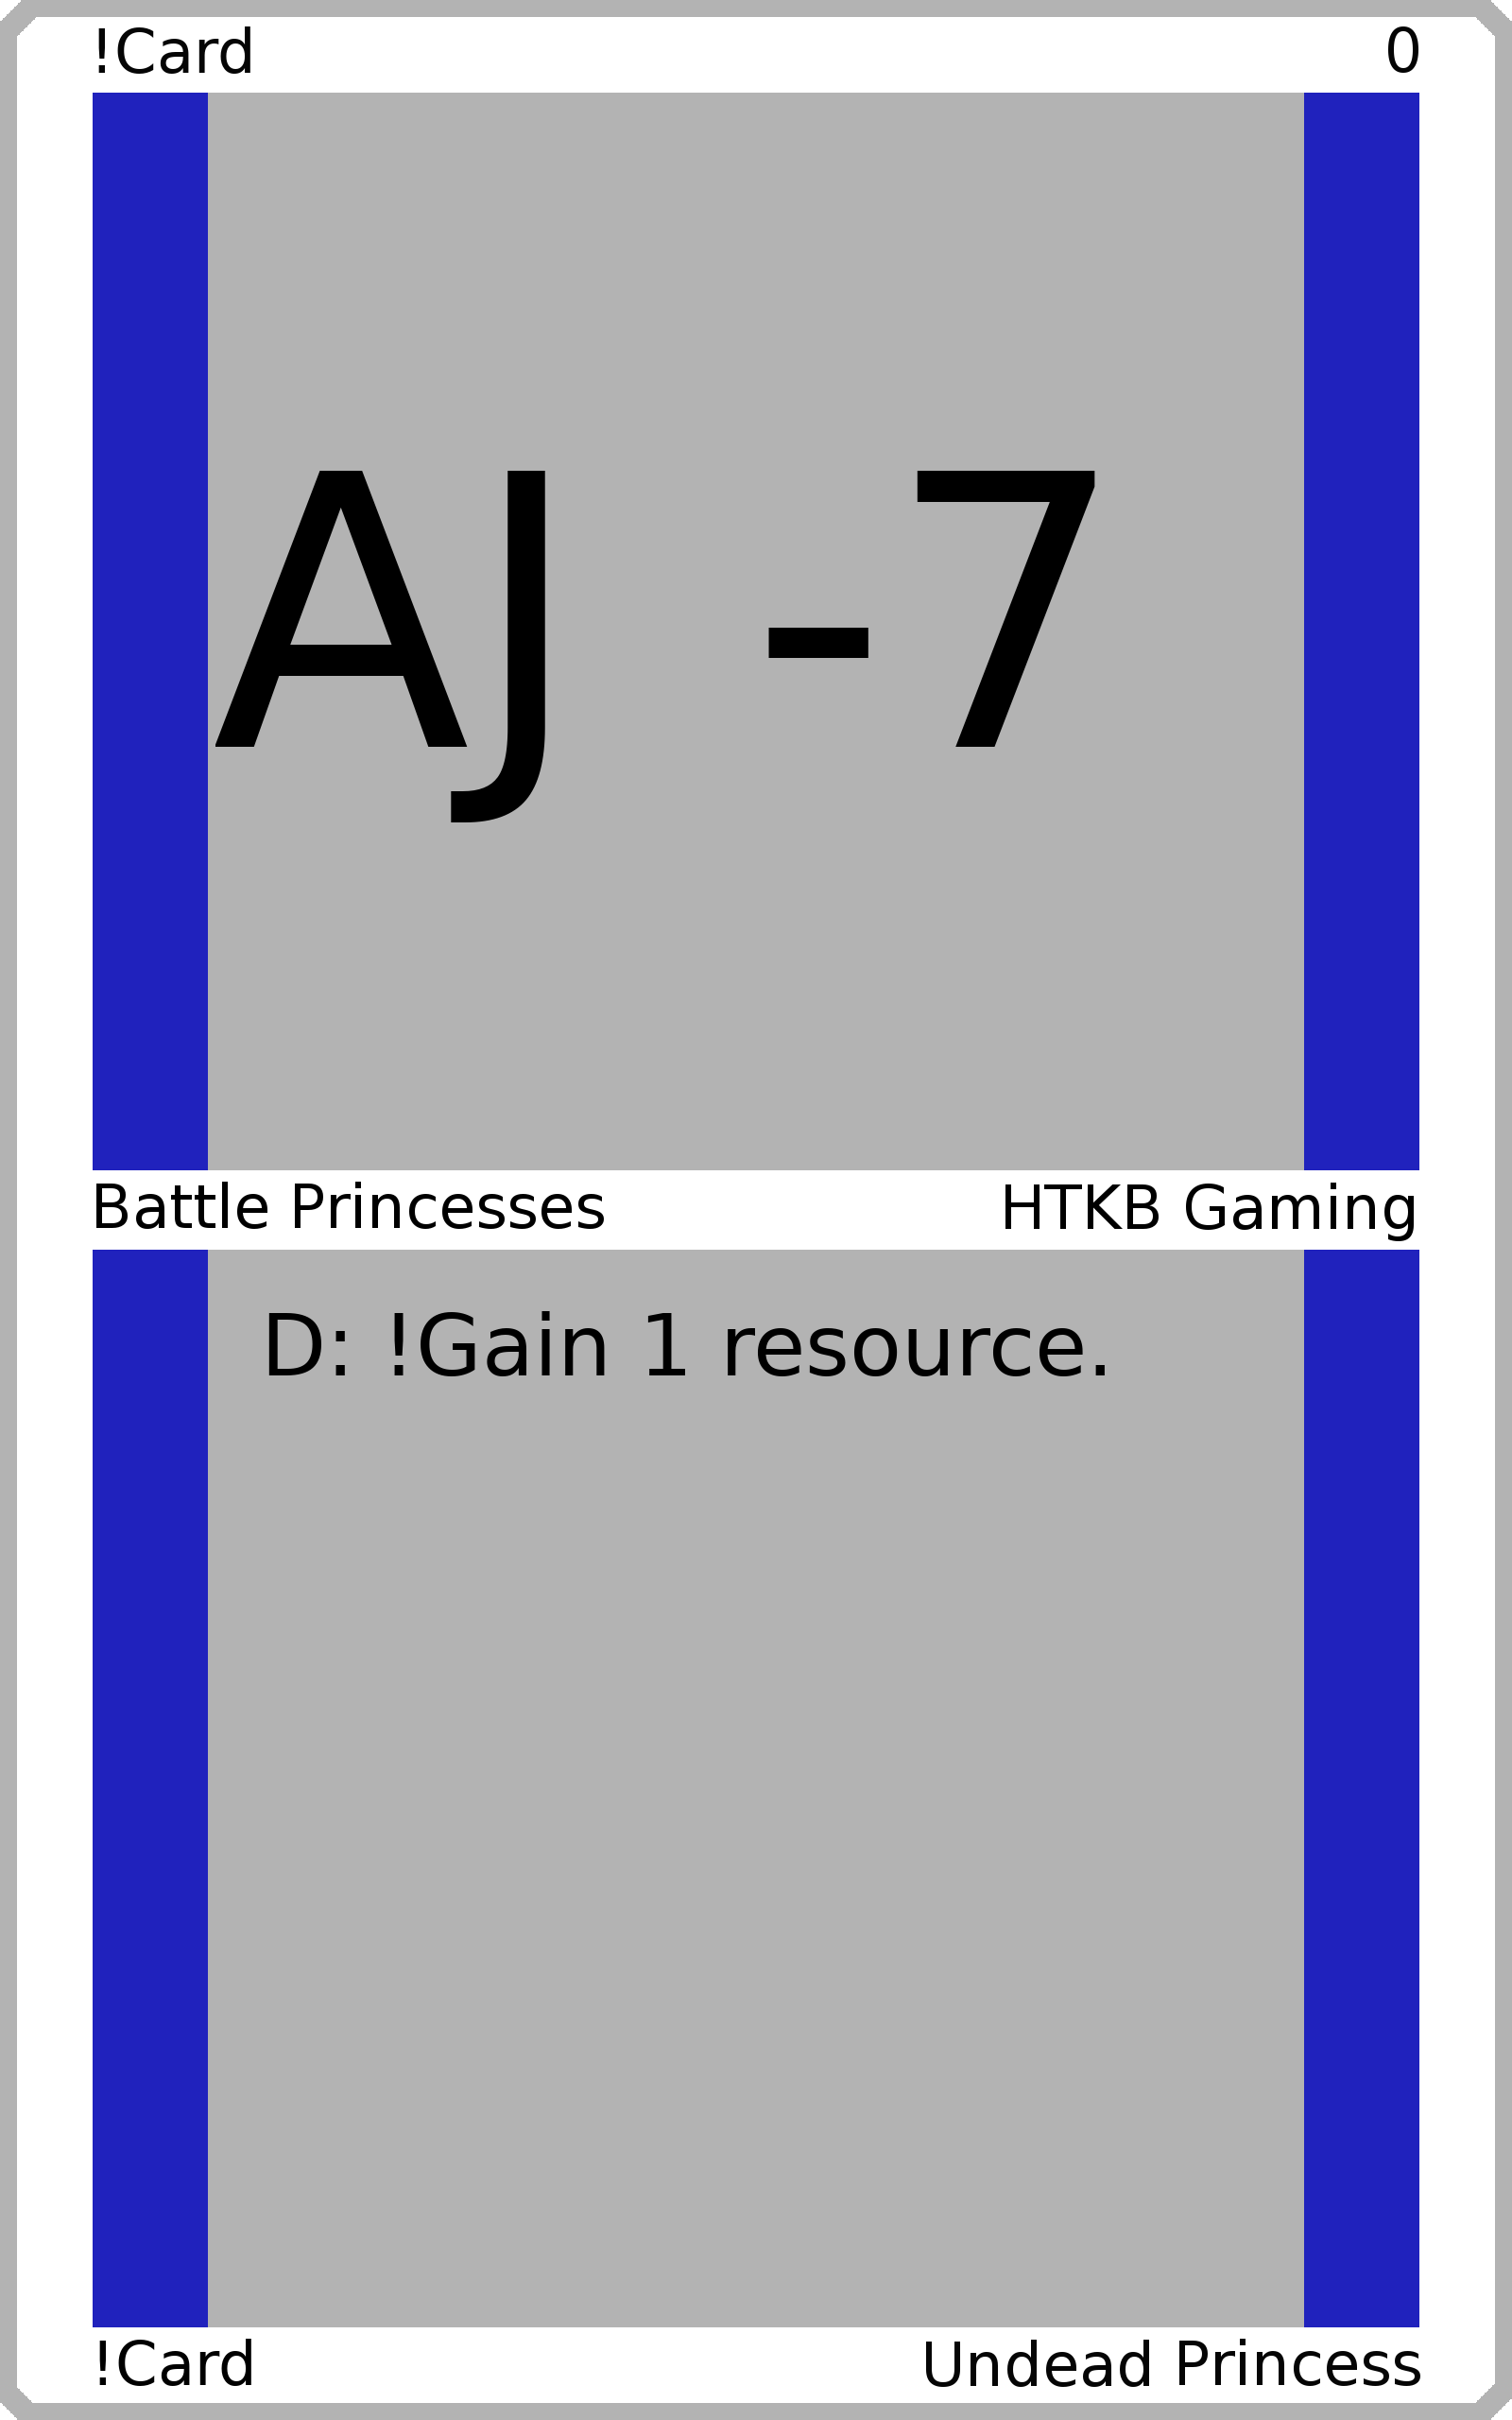 !Card 0
AJ -7
Battle Princesses HTKB Gaming
D: !Gain 1 resource.
!Card Undead Princess